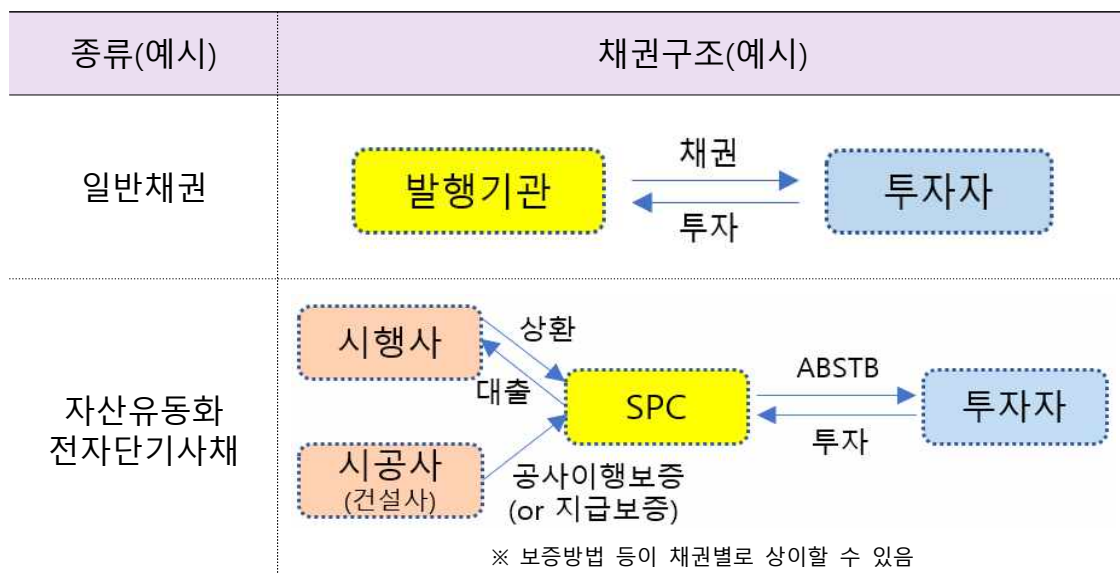 종류(예시)
채권구조(예시)
일반채권
발행기관
채권
투자
투자자
자산유동화
전자단기사채
시행사
상환
대출
시공사
(건설사)
공사이행보증
(or 지급보증)
SPC
ABSTB
투자
투자자
※ 보증방법 등이 채권별로 상이할 수 있음